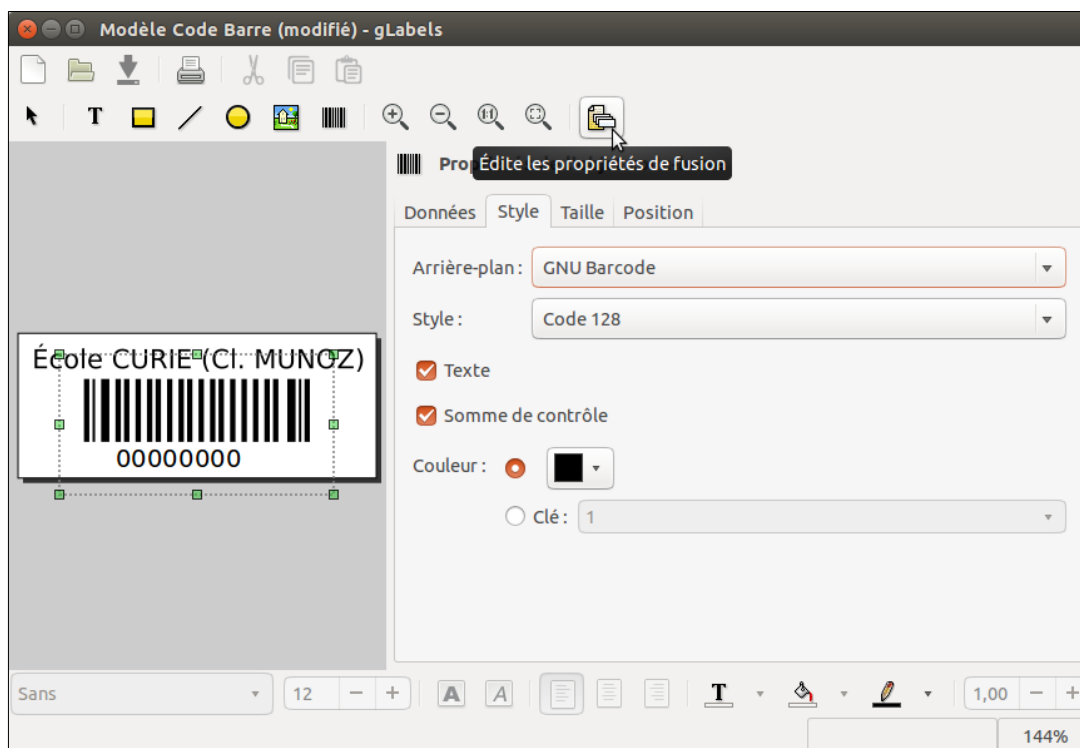 Modèle Code Barre (modifié) - gLabels
T
1:1
Édite les propriétés de fusion
Données Style Taille Position
Arrière-plan : GNU Barcode
Style : Code 128
Texte
Somme de contrôle
Couleur :
Clé : 1
École CURIE (Cl. MUNOZ)
00000000
Sans 12 − + A A T 1,00 − +
144%